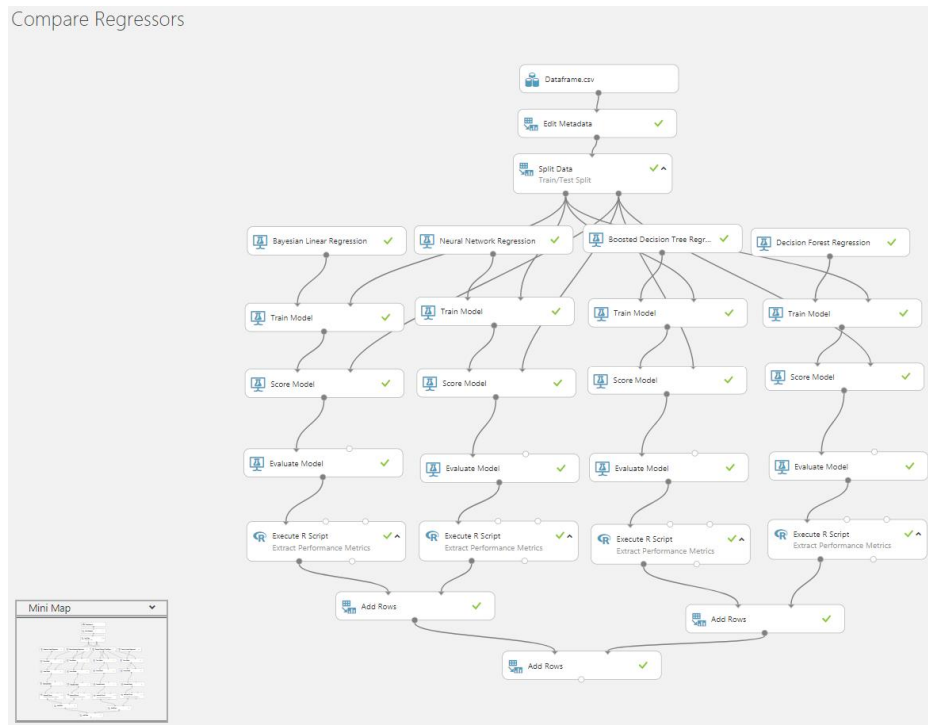 Compare Regressors
Dataframe.csv
Edit Metadata
Split Data
Train/Test Split
Bayesian Linear Regression
Neural Network Regression
Boosted Decision Tree Regr...
Decision Forest Regression
Train Model
Train Model
Train Model
Train Model
Score Model
Score Model
Score Model
Score Model
Evaluate Model
Evaluate Model
Evaluate Model
Evaluate Model
Execute R Script
Extract Performance Metrics
Execute R Script
Extract Performance Metrics
Execute R Script
Extract Performance Metrics
Execute R Script
Extract Performance Metrics
Add Rows
Add Rows
Add Rows
Mini Map